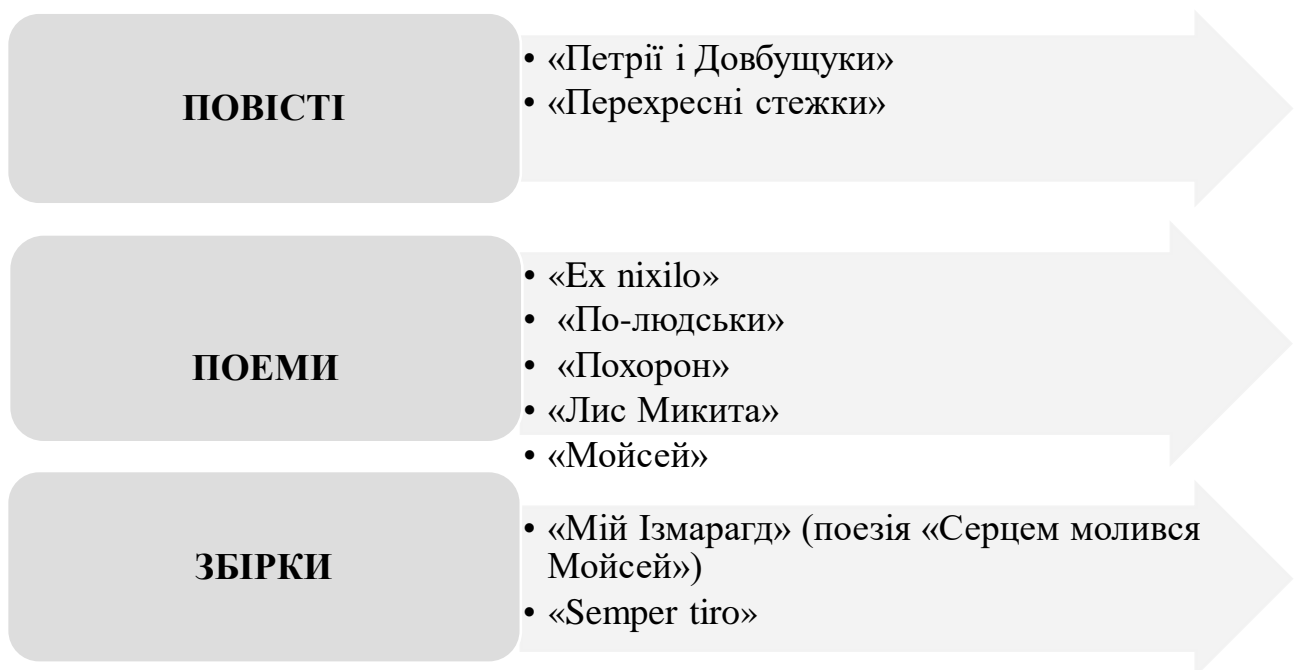 ПОВІСТІ
• «Петрії і Довбущуки»
• «Перехресні стежки»
ПОЕМИ
• «Ex nixilo»
• «По-людськи»
• «Похорон»
• «Лис Микита»
• «Мойсей»
ЗБІРКИ
• «Мій Ізмарагд» (поезія «Серцем молився
Мойсей»)
• «Semper tiro»